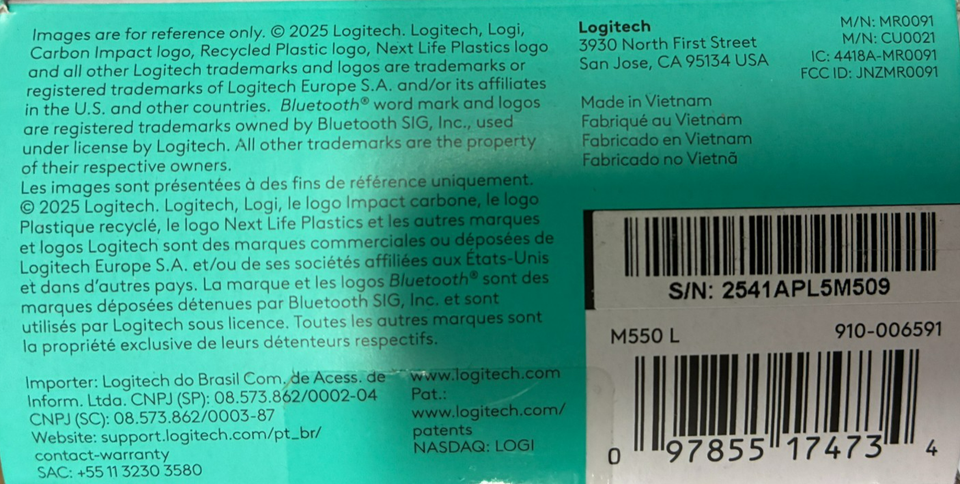 Images are for reference only. © 2025 Logitech. Logitech, Logi,
Carbon Impact logo, Recycled Plastic logo, Next Life Plastics logo
and all other Logitech trademarks and logos are trademarks or
registered trademarks of Logitech Europe S.A. and/or its affiliates
in the U.S. and other countries. Bluetooth® word mark and logos
are registered trademarks owned by Bluetooth SIG, Inc., used
under license by Logitech. All other trademarks are the property
of their respective owners.
Les images sont présentées à des fins de référence uniquement.
© 2025 Logitech. Logitech, Logi, le logo Impact carbone, le logo
Plastique recyclé, le logo Next Life Plastics et les autres marques
et logos Logitech sont des marques commerciales ou déposées de
Logitech Europe S.A. et/ou de ses sociétés affiliées aux États-Unis
et dans d'autres pays. La marque et les logos Bluetooth® sont des
marques déposées détenues par Bluetooth SIG, Inc. et sont
utilisés par Logitech sous licence. Toutes les autres marques sont
la propriété exclusive de leurs détenteurs respectifs.
Importer: Logitech do Brasil Com. de Acess. de
Inform. Ltda. CNPJ (SP): 08.573.862/0002-04
CNPJ (SC): 08.573.862/0003-87
Website: support.logitech.com/pt_br/
contact-warranty
SAC: +55 11 3230 3580
www.logitech.com
Pat.:
www.logitech.com/
patents
NASDAQ: LOGI
Logitech
3930 North First Street
San Jose, CA 95134 USA
Made in Vietnam
Fabriqué au Vietnam
Fabricado en Vietnam
Fabricado no Vietnã
M/N: MR0091
M/N: CU0021
IC: 4418A-MR0091
FCC ID: JNZMR0091
S/N: 2541APL5M509
M550 L 910-006591
0 97855 17473 4